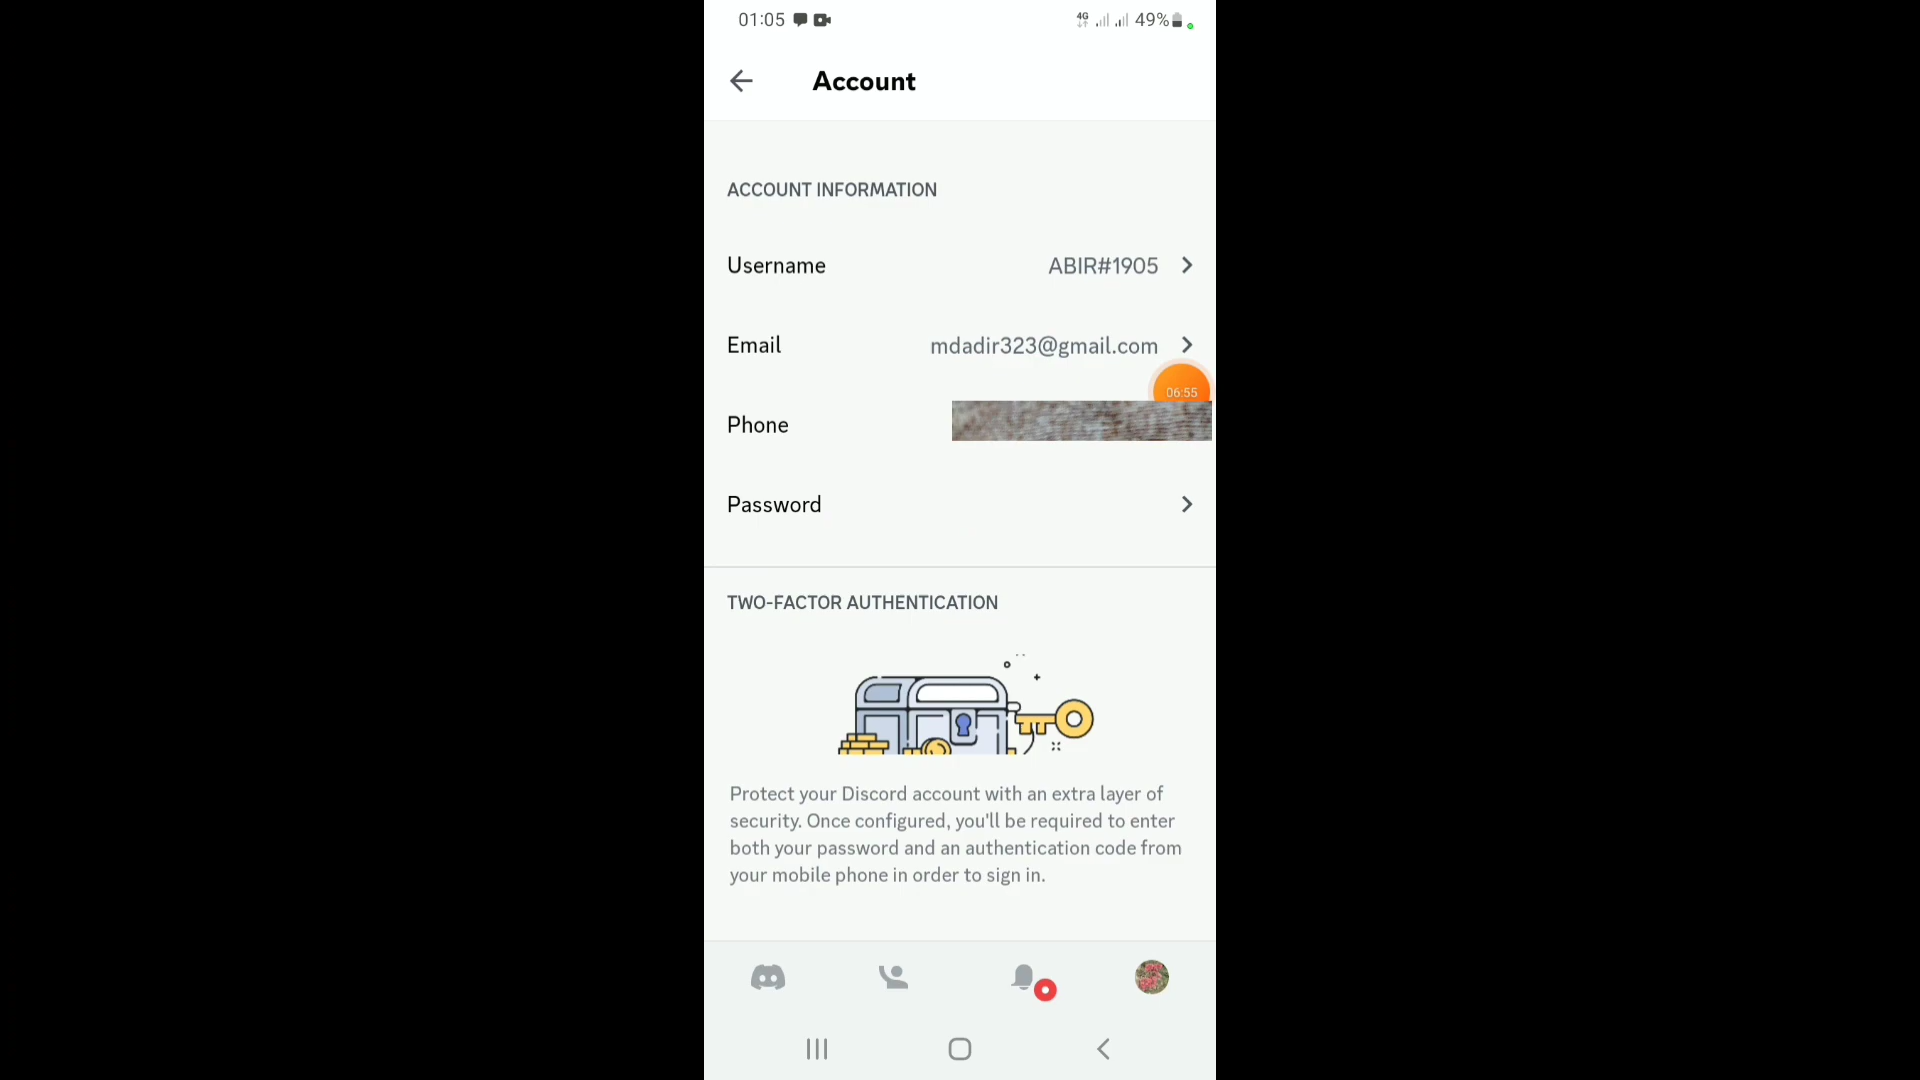 01:05 4G 49%
Account
ACCOUNT INFORMATION
Username ABIR#1905
Email mdadir323@gmail.com
06:55
Phone
Password
TWO-FACTOR AUTHENTICATION
Protect your Discord account with an extra layer of
security. Once configured, you'll be required to enter
both your password and an authentication code from
your mobile phone in order to sign in.